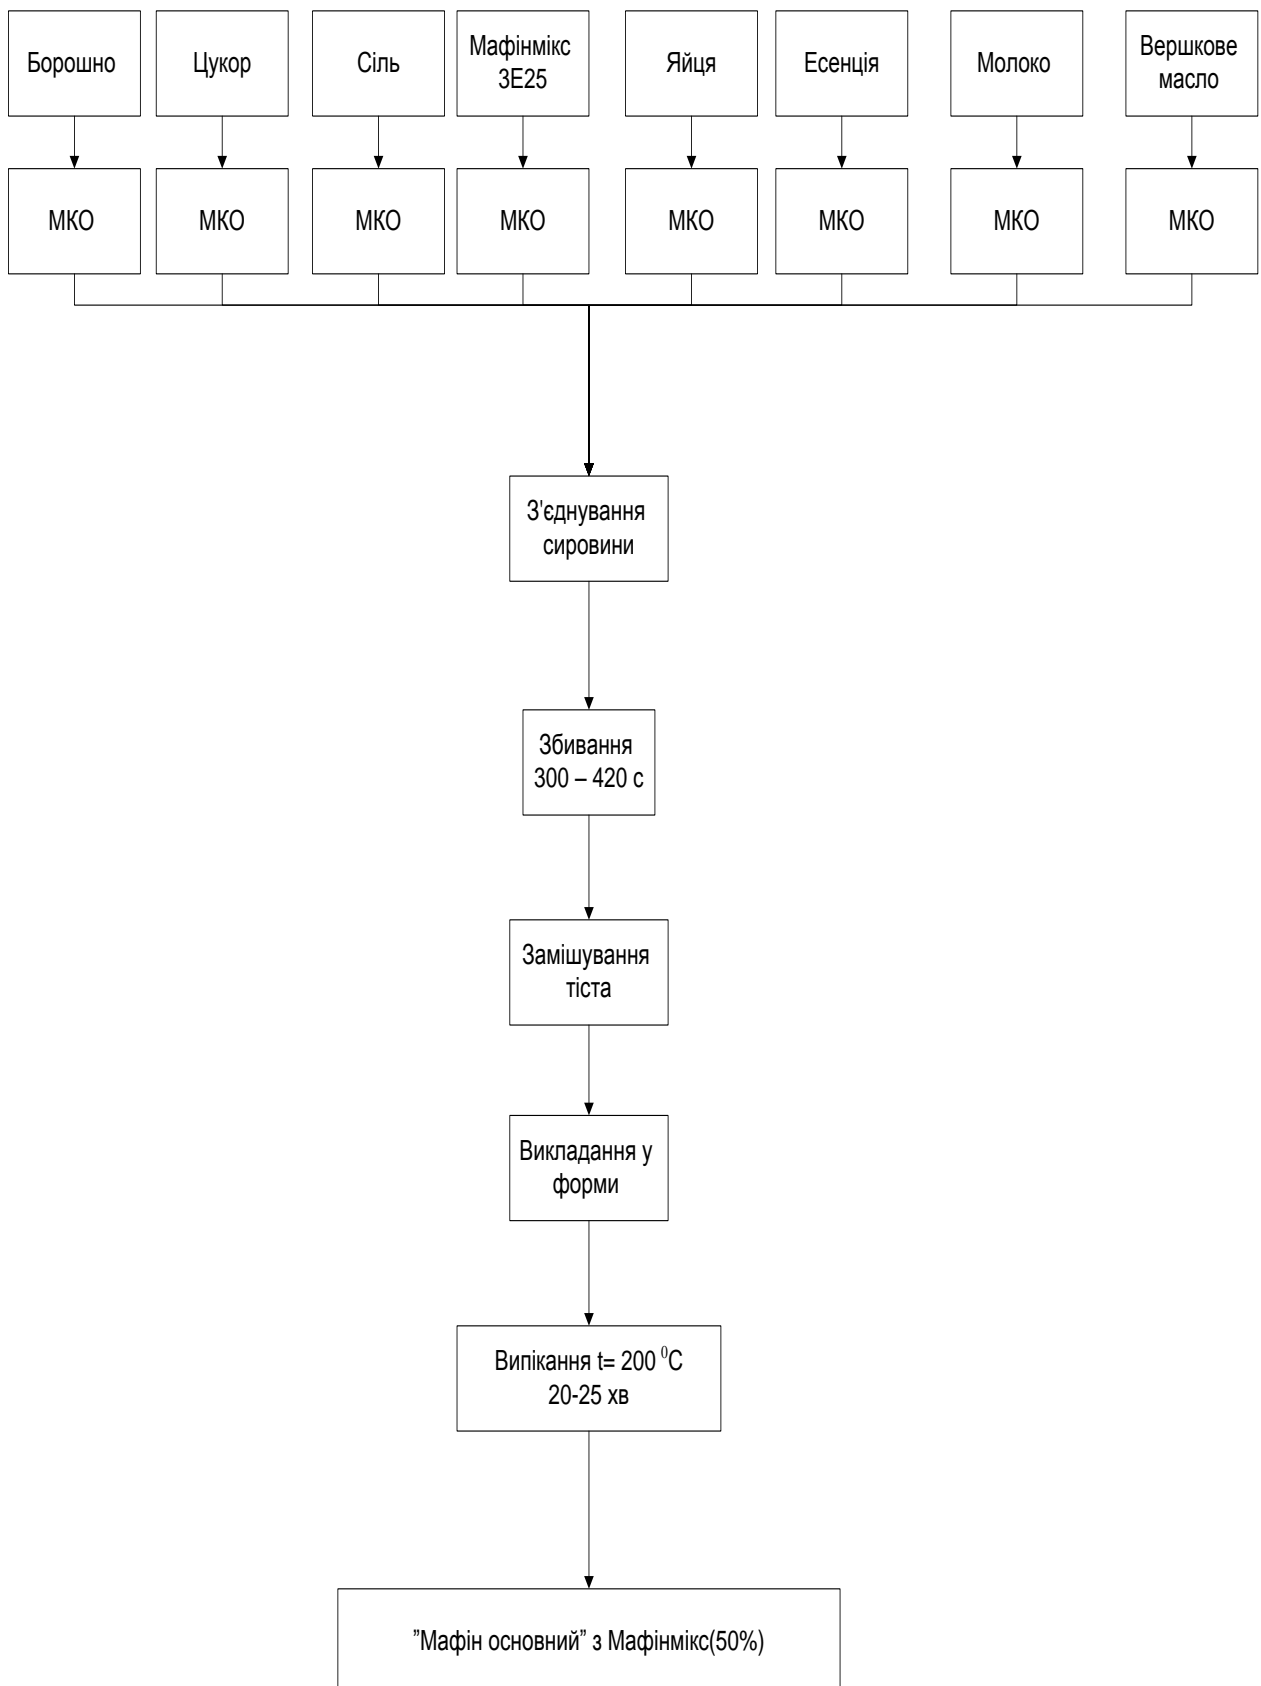 Борошно
Цукор
Сіль
Мафінмікс
ЗЕ25
Яйця
Есенція
Молоко
Вершкове
масло
МКО
МКО
МКО
МКО
МКО
МКО
МКО
МКО
З'єднування
сировини
Збивання
300 – 420 с
Замішування
тіста
Викладання у
форми
Випікання t= 200 ⁰С
20-25 хв
”Мафін основний” з Мафінмікс(50%)